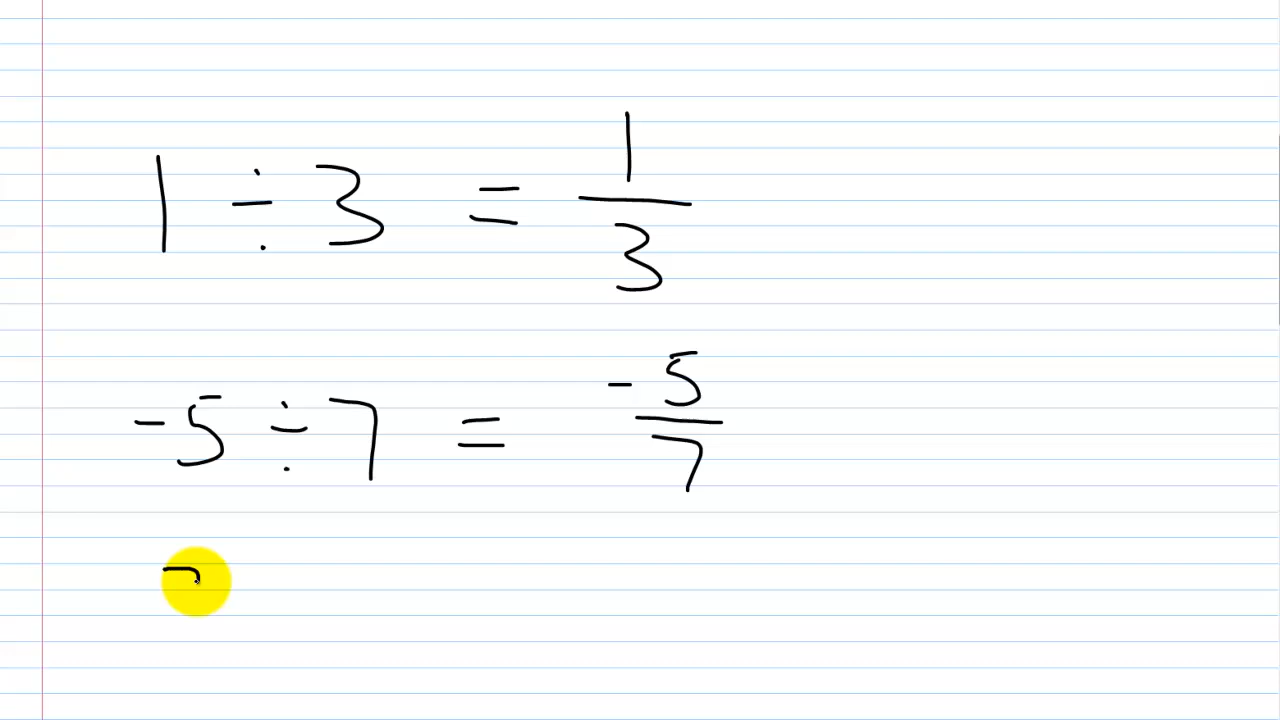 1 ÷ 3 = 1/3
-5 ÷ 7 = -5/7